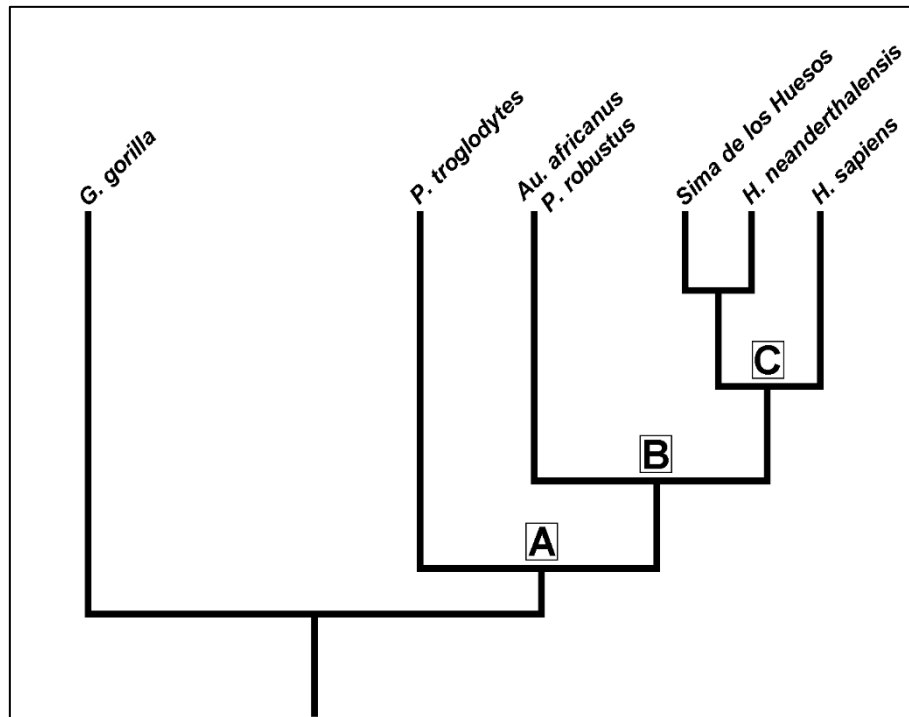 G. gorilla
P. troglodytes
Au. africanus
P. robustus
Sima de los Huesos
H. neanderthalensis
H. sapiens
C
B
A